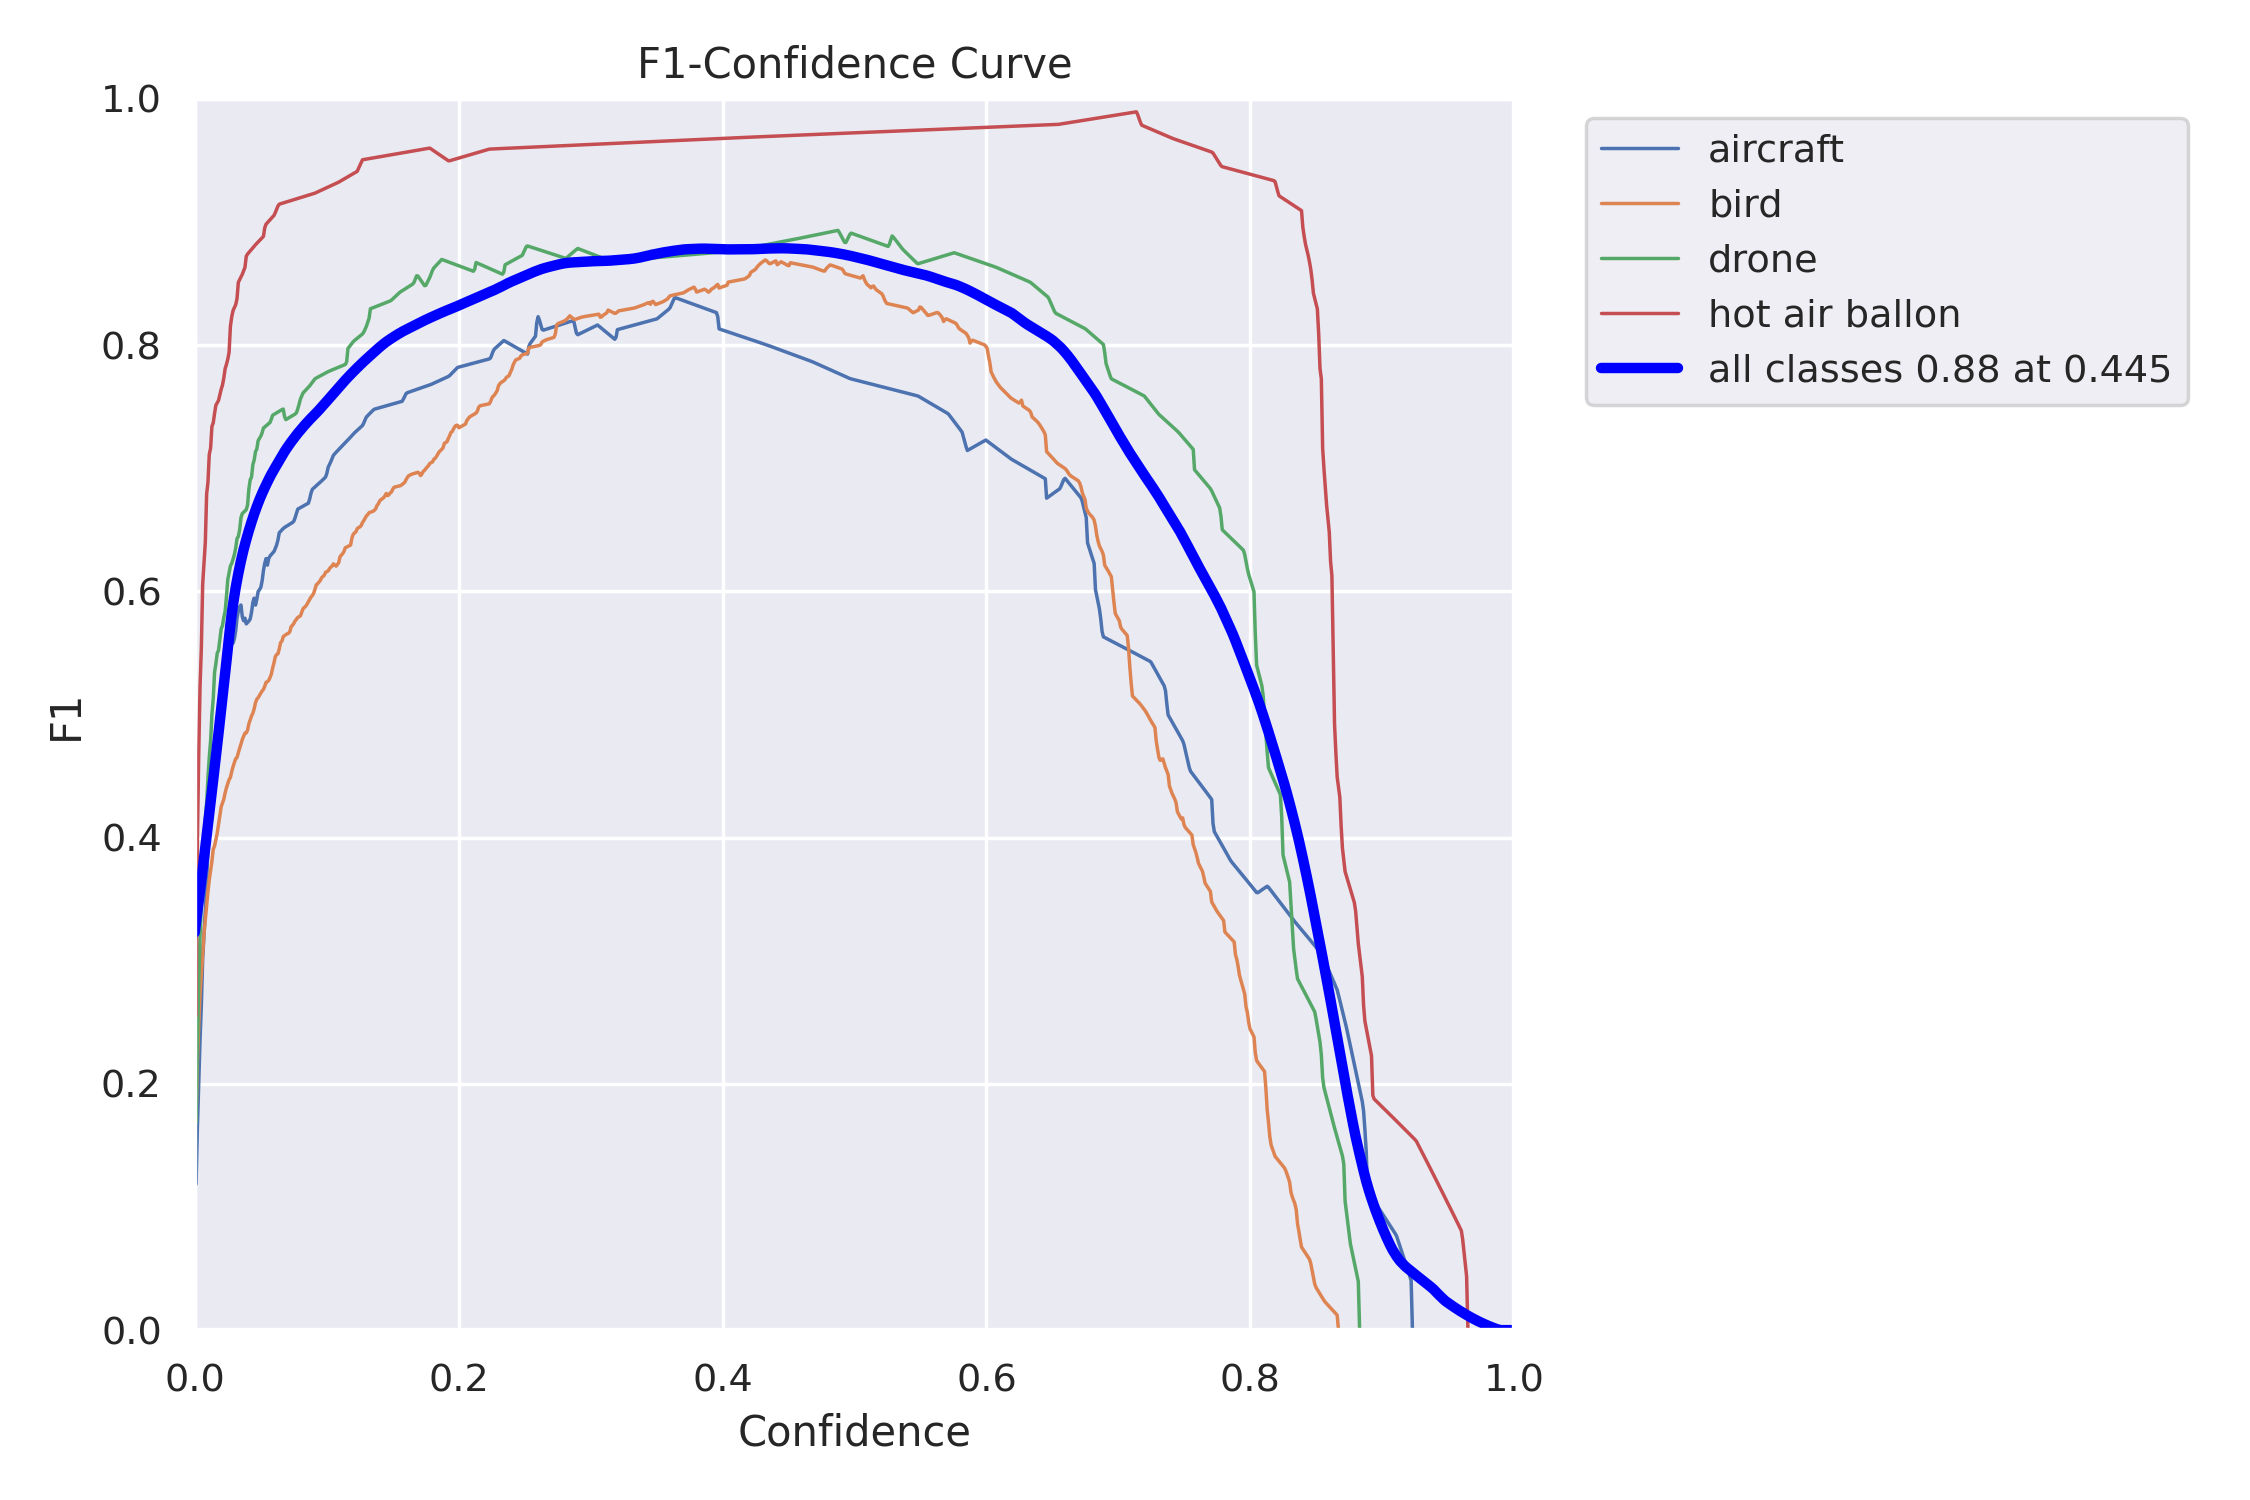 F1-Confidence Curve
1.0
0.8
0.6
0.4
0.2
0.0
F1
0.0 0.2 0.4 0.6 0.8 1.0
Confidence
aircraft
bird
drone
hot air ballon
all classes 0.88 at 0.445